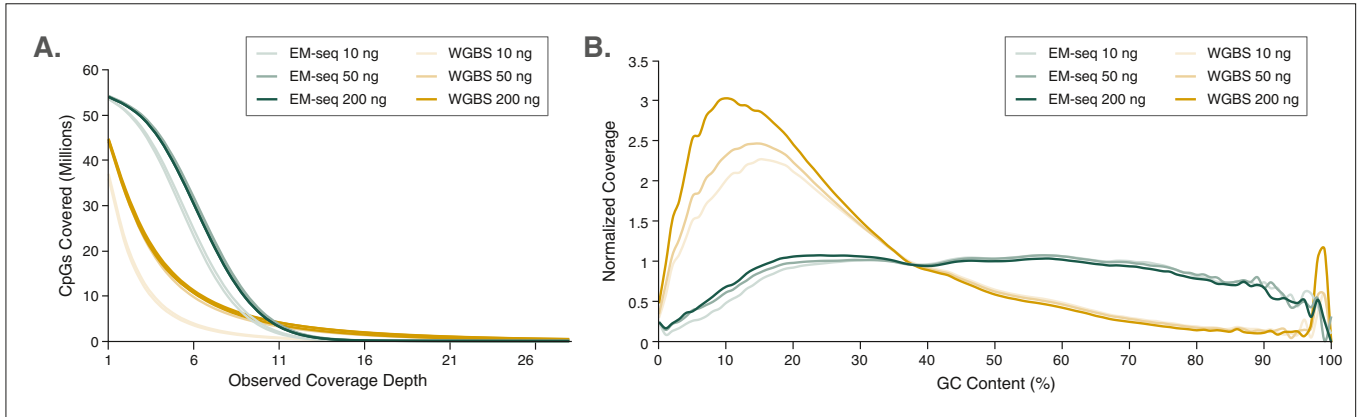 A.
EM-seq 10 ng
EM-seq 50 ng
EM-seq 200 ng
WGBS 10 ng
WGBS 50 ng
WGBS 200 ng
CpGs Covered (Millions)
60
50
40
30
20
10
0
1 6 11 16 21 26
Observed Coverage Depth
B.
EM-seq 10 ng
EM-seq 50 ng
EM-seq 200 ng
WGBS 10 ng
WGBS 50 ng
WGBS 200 ng
Normalized Coverage
3.5
3
2.5
2
1.5
1
0.5
0
0 10 20 30 40 50 60 70 80 90 100
GC Content (%)